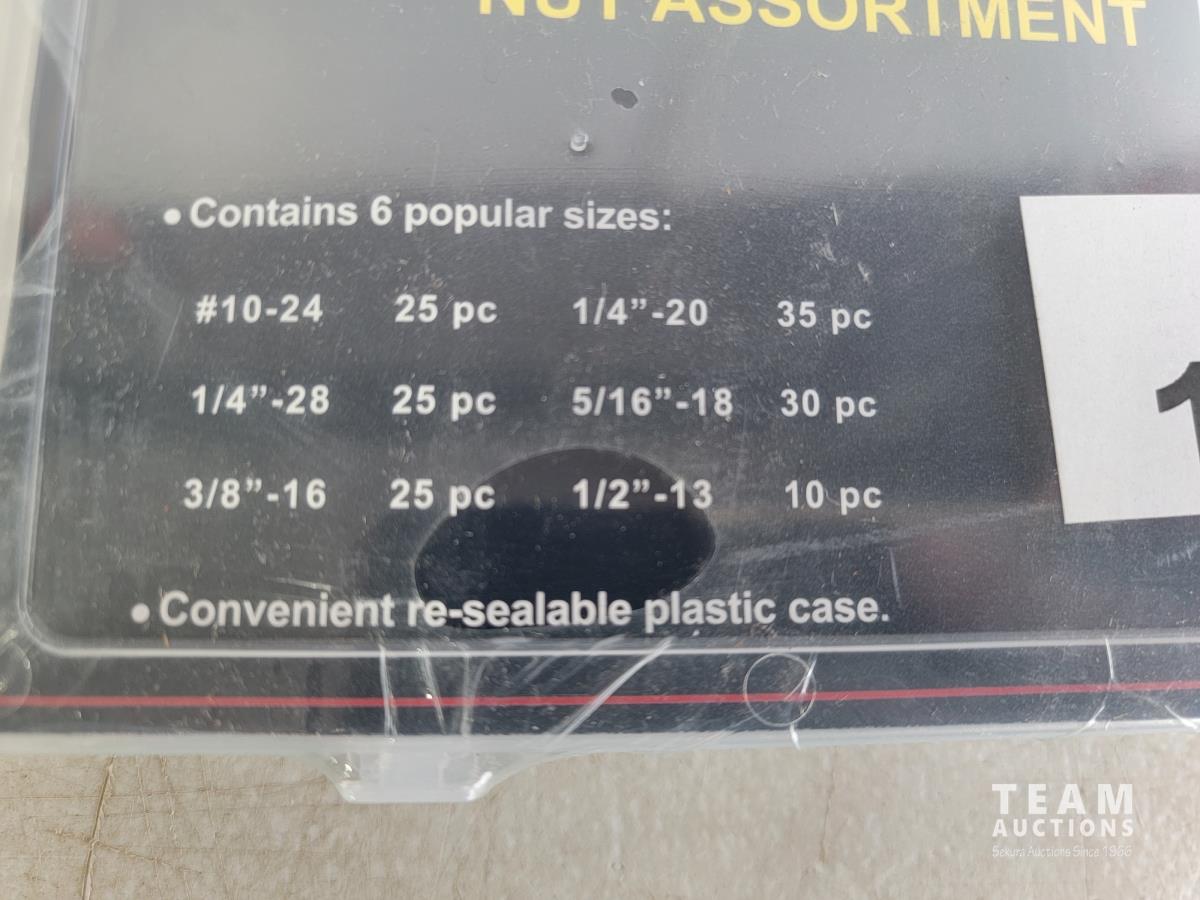 NUT ASSORTMENT
• Contains 6 popular sizes:
#10-24 25 pc 1/4”-20 35 pc
1/4”-28 25 pc 5/16”-18 30 pc
3/8”-16 25 pc 1/2”-13 10 pc
1
• Convenient re-sealable plastic case.
TEAM
AUCTIONS
Sekura Auctions Since 1966